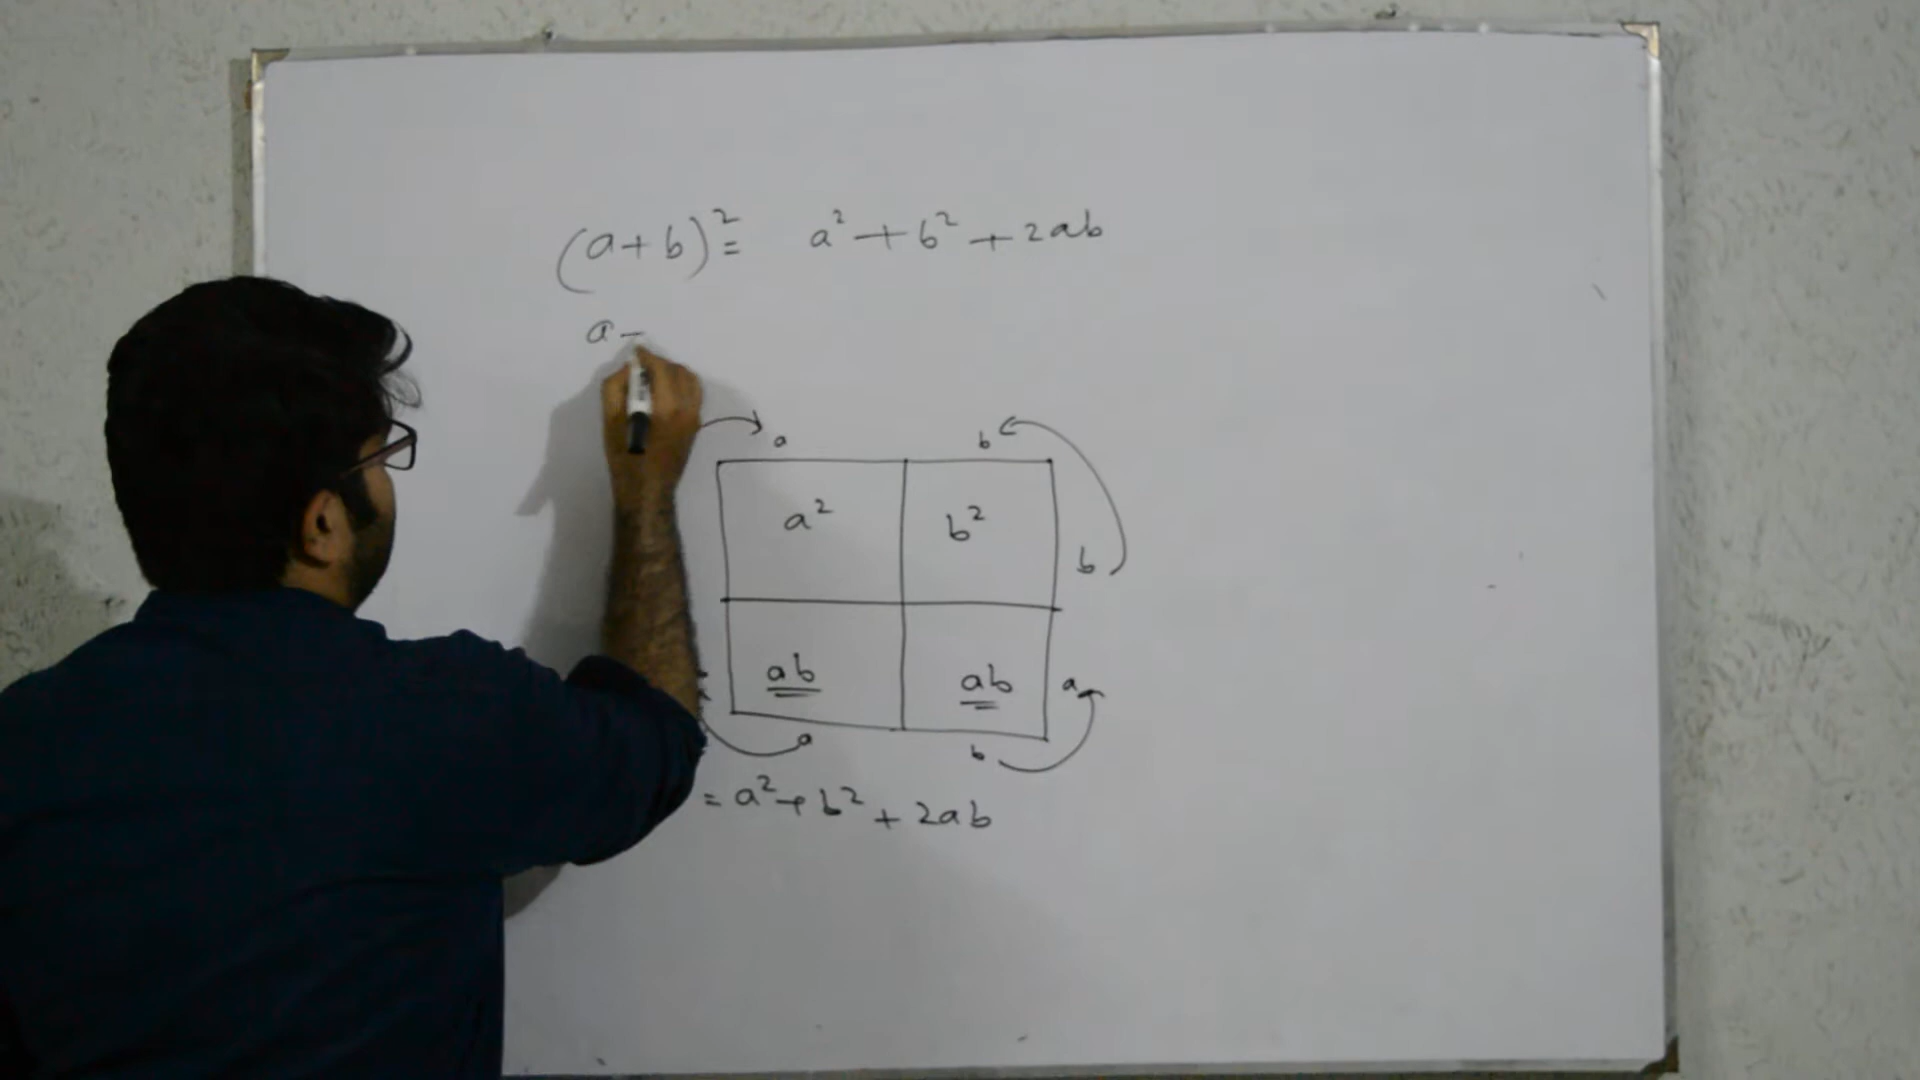 (a+b)² = a² + b² + 2ab
a -
a b
a² b²
b
ab ab a
a b
= a² + b² + 2ab